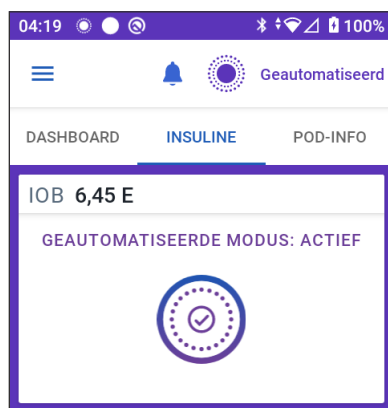 04:19 100%
Geautomatiseerd
DASHBOARD INSULINE POD-INFO
IOB 6,45 E
GEAUTOMATISEERDE MODUS: ACTIEF